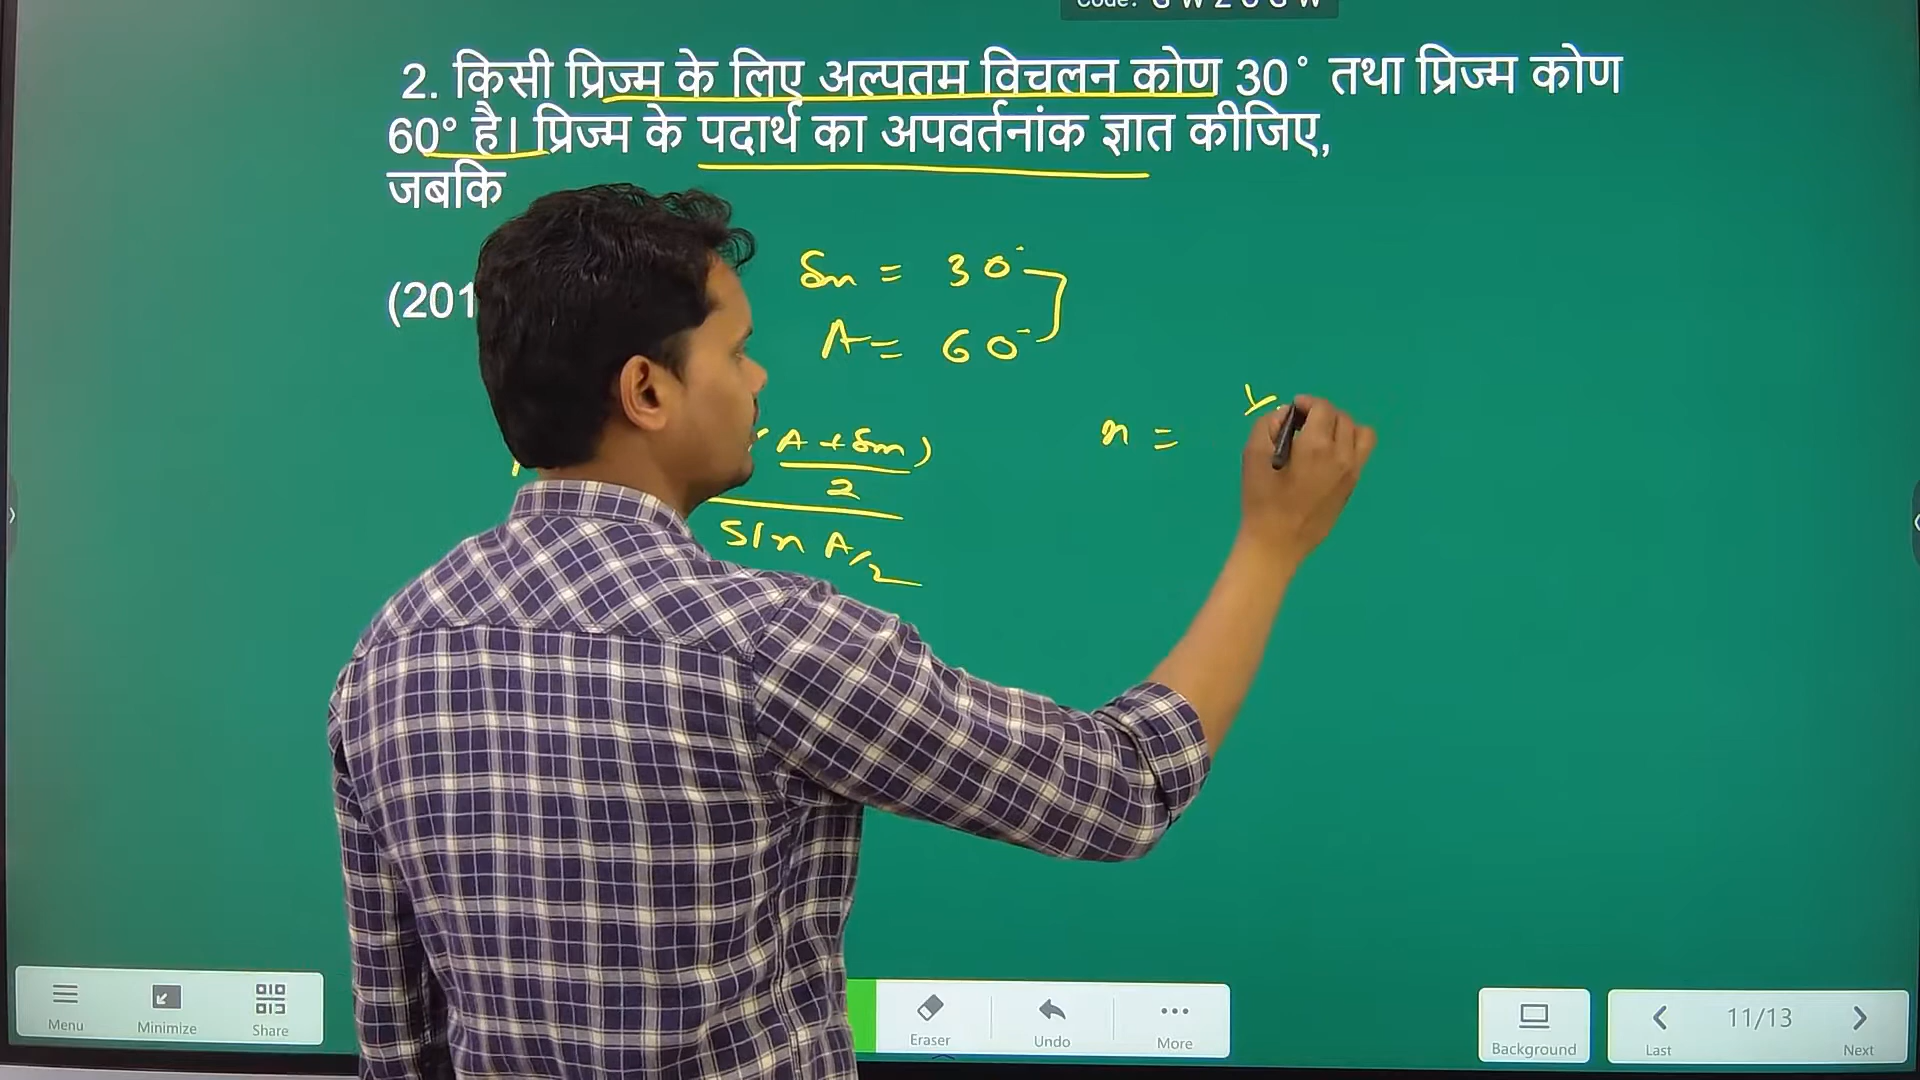 2. किसी प्रिज्म के लिए अल्पतम विचलन कोण 30° तथा प्रिज्म कोण
60° है। प्रिज्म के पदार्थ का अपवर्तनांक ज्ञात कीजिए,
जबकि
(201
δm = 30°
A = 60°
(A + δm)
2
sin A/2
n =
Menu
Minimize
Share
Eraser
Undo
More
Background
Last
11/13
Next